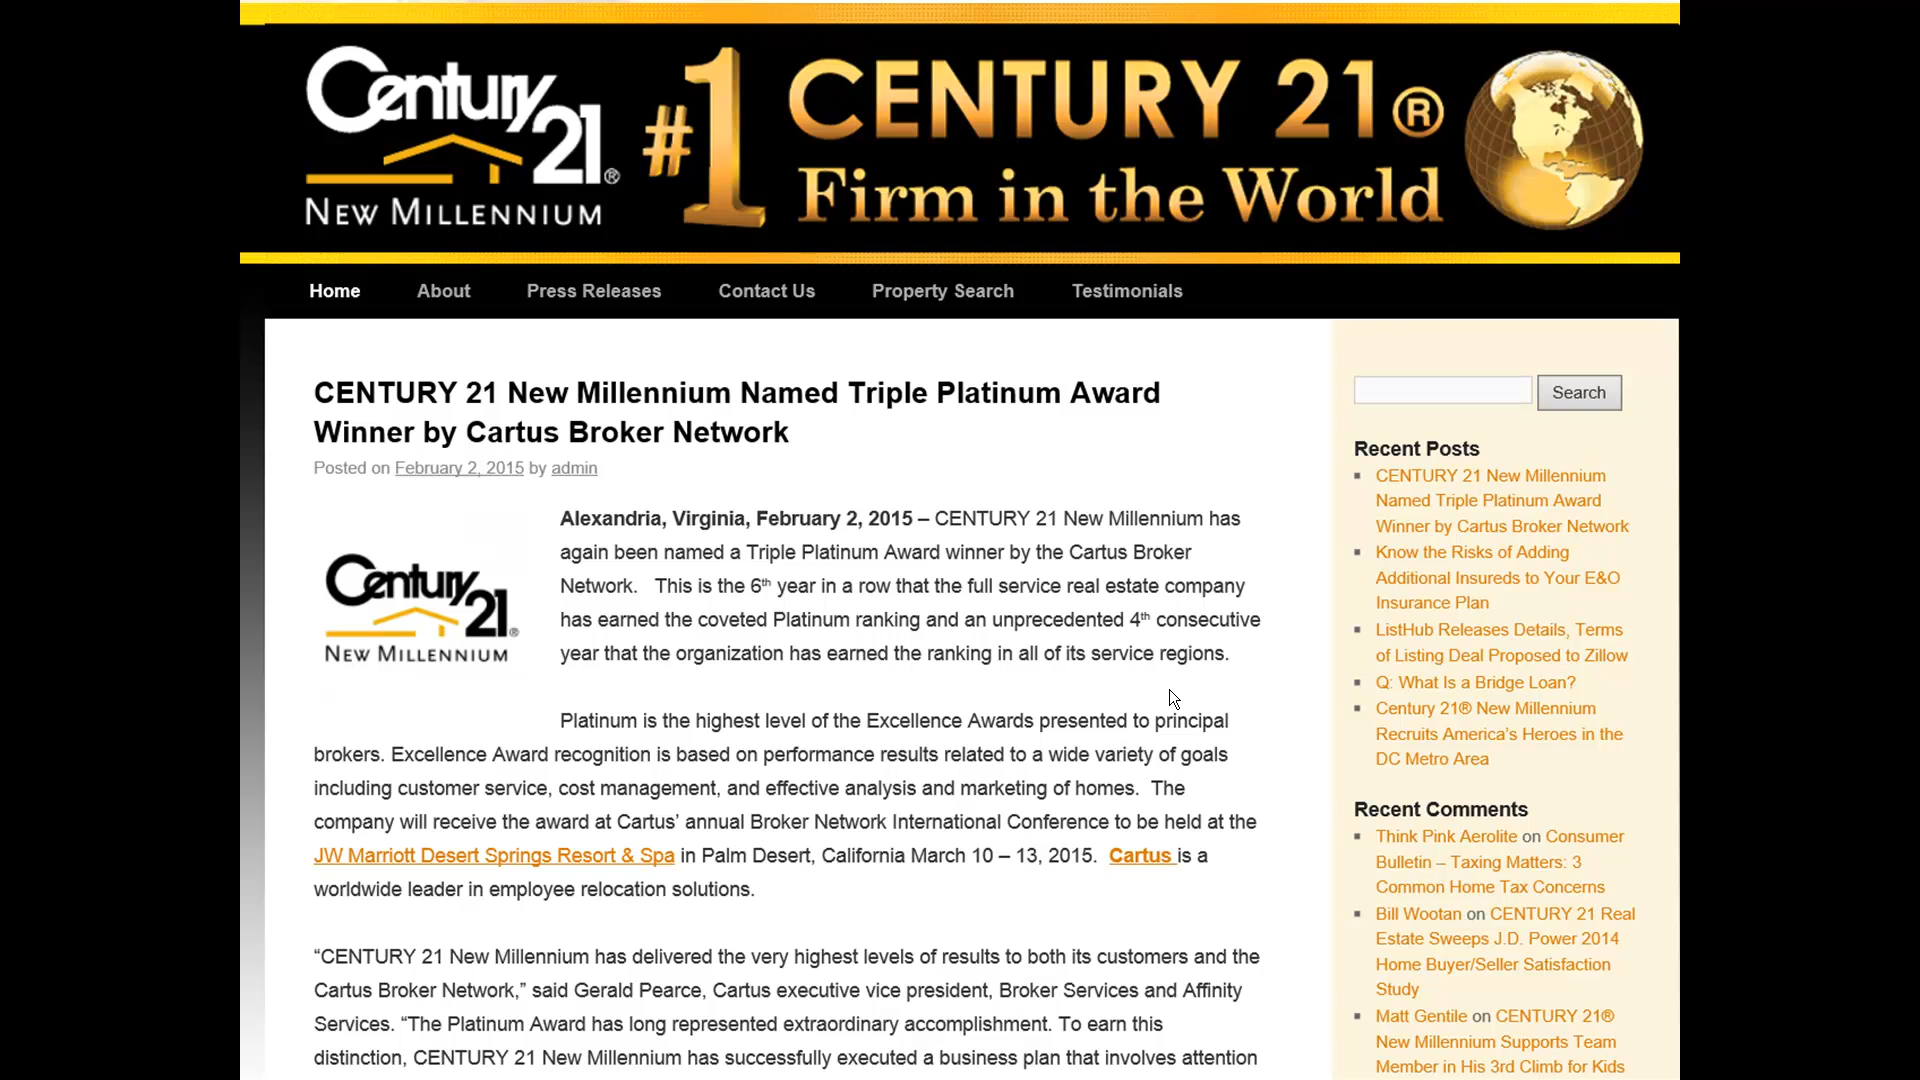 Century 21®
NEW MILLENNIUM
#1 CENTURY 21®
Firm in the World
Home About Press Releases Contact Us Property Search Testimonials
CENTURY 21 New Millennium Named Triple Platinum Award
Winner by Cartus Broker Network
Posted on February 2, 2015 by admin
Century 21®
NEW MILLENNIUM
Alexandria, Virginia, February 2, 2015 – CENTURY 21 New Millennium has
again been named a Triple Platinum Award winner by the Cartus Broker
Network. This is the 6th year in a row that the full service real estate company
has earned the coveted Platinum ranking and an unprecedented 4th consecutive
year that the organization has earned the ranking in all of its service regions.
Platinum is the highest level of the Excellence Awards presented to principal
brokers. Excellence Award recognition is based on performance results related to a wide variety of goals
including customer service, cost management, and effective analysis and marketing of homes. The
company will receive the award at Cartus’ annual Broker Network International Conference to be held at the
JW Marriott Desert Springs Resort & Spa in Palm Desert, California March 10 – 13, 2015. Cartus is a
worldwide leader in employee relocation solutions.
“CENTURY 21 New Millennium has delivered the very highest levels of results to both its customers and the
Cartus Broker Network,” said Gerald Pearce, Cartus executive vice president, Broker Services and Affinity
Services. “The Platinum Award has long represented extraordinary accomplishment. To earn this
distinction, CENTURY 21 New Millennium has successfully executed a business plan that involves attention
Search
Recent Posts
CENTURY 21 New Millennium
Named Triple Platinum Award
Winner by Cartus Broker Network
Know the Risks of Adding
Additional Insureds to Your E&O
Insurance Plan
ListHub Releases Details, Terms
of Listing Deal Proposed to Zillow
Q: What Is a Bridge Loan?
Century 21® New Millennium
Recruits America’s Heroes in the
DC Metro Area
Recent Comments
Think Pink Aerolite on Consumer
Bulletin – Taxing Matters: 3
Common Home Tax Concerns
Bill Wootan on CENTURY 21 Real
Estate Sweeps J.D. Power 2014
Home Buyer/Seller Satisfaction
Study
Matt Gentile on CENTURY 21®
New Millennium Supports Team
Member in His 3rd Climb for Kids